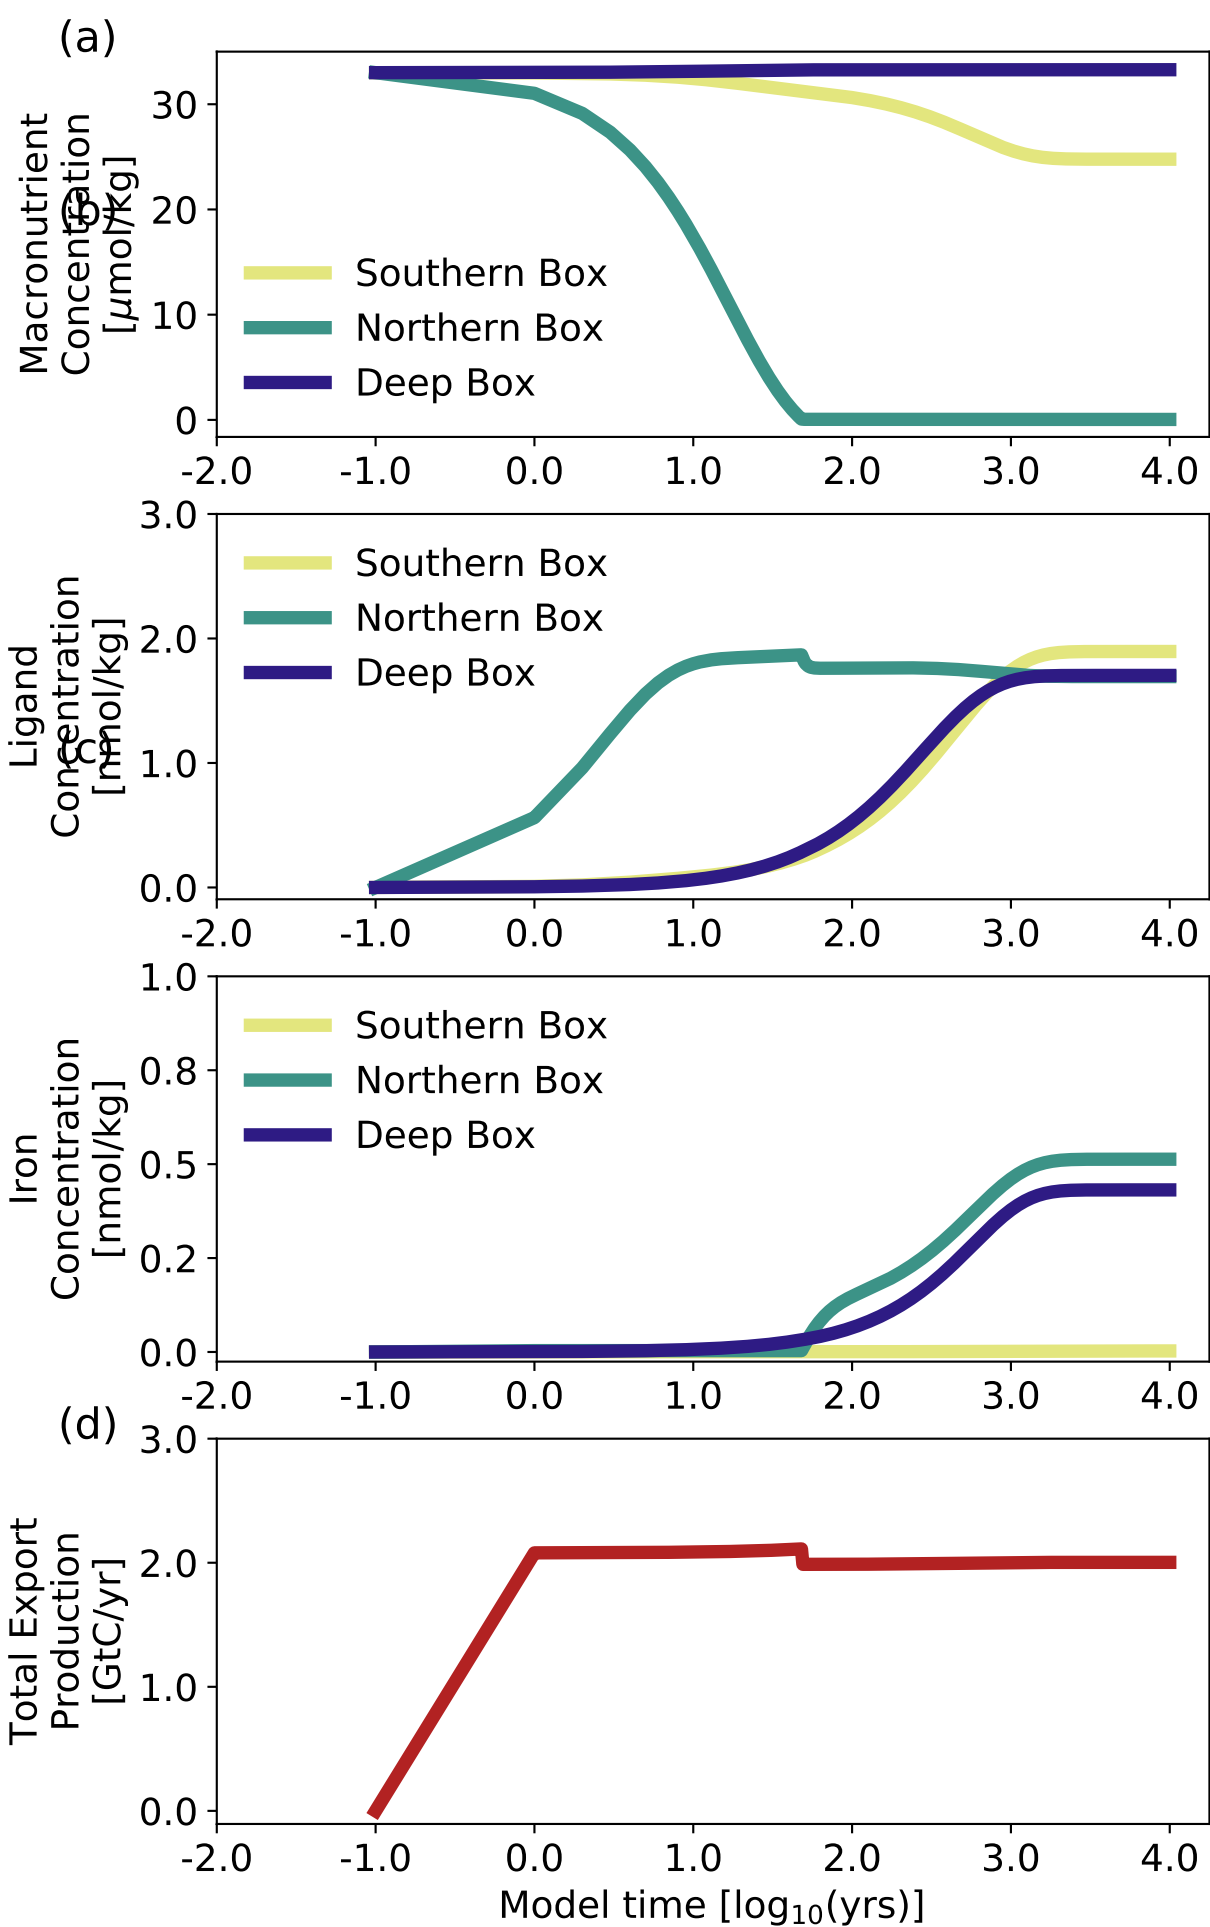 (a)
Macronutrient
Concentration
[μmol/kg]
30
20
10
0
Southern Box
Northern Box
Deep Box
-2.0 -1.0 0.0 1.0 2.0 3.0 4.0
(b)
Ligand
Concentration
[nmol/kg]
3.0
2.0
1.0
0.0
Southern Box
Northern Box
Deep Box
-2.0 -1.0 0.0 1.0 2.0 3.0 4.0
(c)
Iron
Concentration
[nmol/kg]
1.0
0.8
0.5
0.2
0.0
Southern Box
Northern Box
Deep Box
-2.0 -1.0 0.0 1.0 2.0 3.0 4.0
(d)
Total Export
Production
[GtC/yr]
3.0
2.0
1.0
0.0
-2.0 -1.0 0.0 1.0 2.0 3.0 4.0
Model time [log₁₀(yrs)]